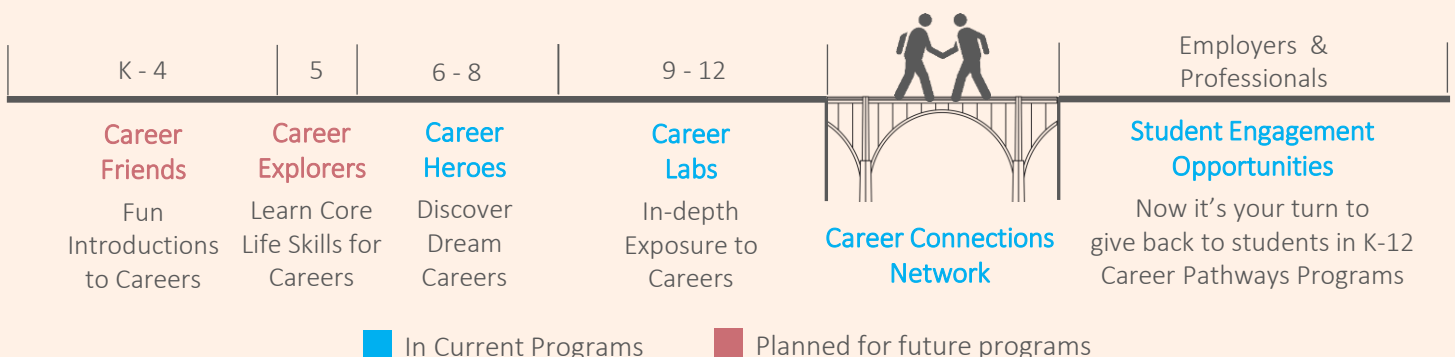 K - 4
5
6 - 8
9 - 12
Employers &
Professionals
Career
Friends
Fun
Introductions
to Careers
Career
Explorers
Learn Core
Life Skills for
Careers
Career
Heroes
Discover
Dream
Careers
Career
Labs
In-depth
Exposure to
Careers
Career Connections
Network
Student Engagement
Opportunities
Now it’s your turn to
give back to students in K-12
Career Pathways Programs
In Current Programs
Planned for future programs